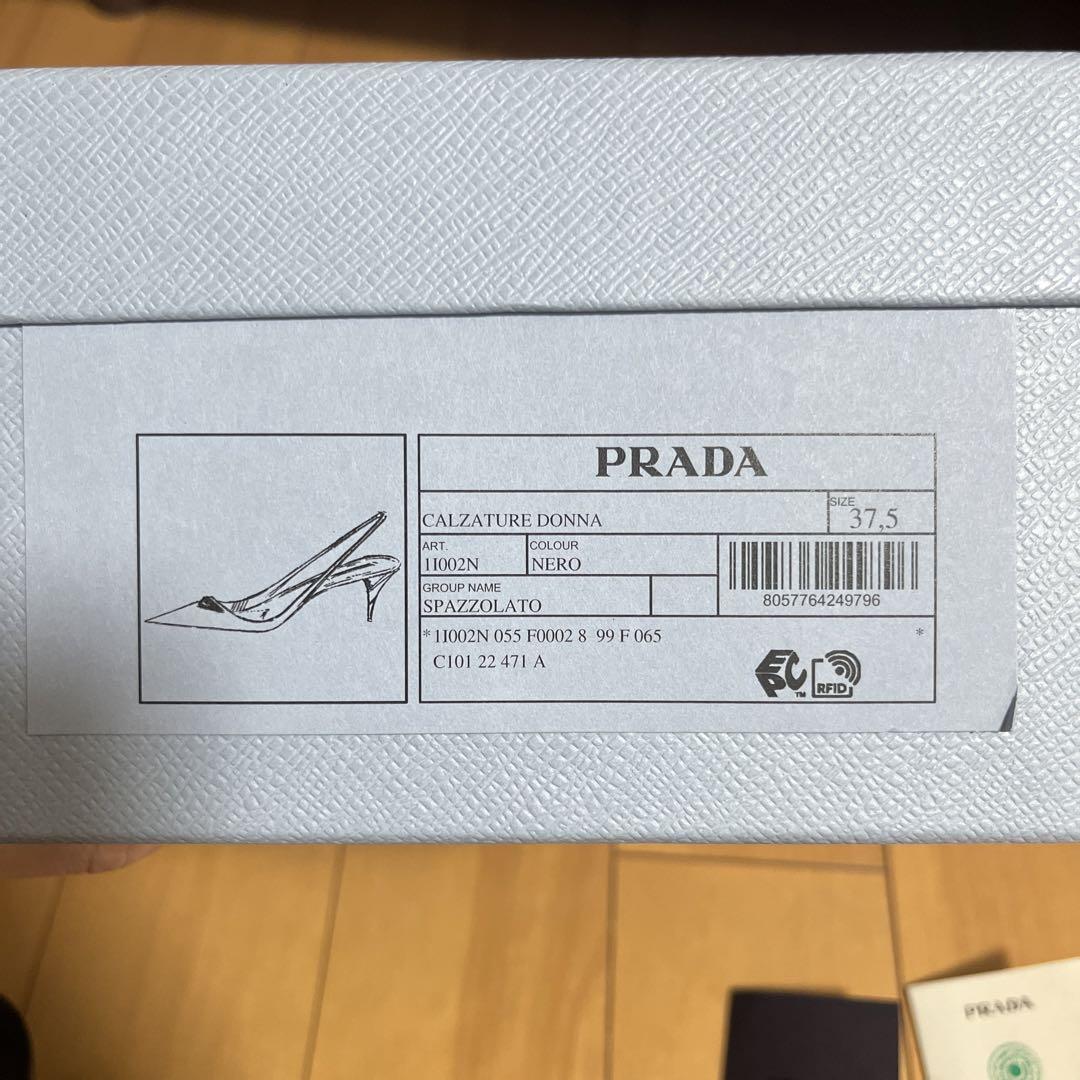 PRADA
CALZATURE DONNA
SIZE
37,5
ART.
1I002N
COLOUR
NERO
GROUP NAME
SPAZZOLATO
8057764249796
*1I002N 055 F0002 8 99 F 065 *
C101 22 471 A
EPC™
RFID
PRADA